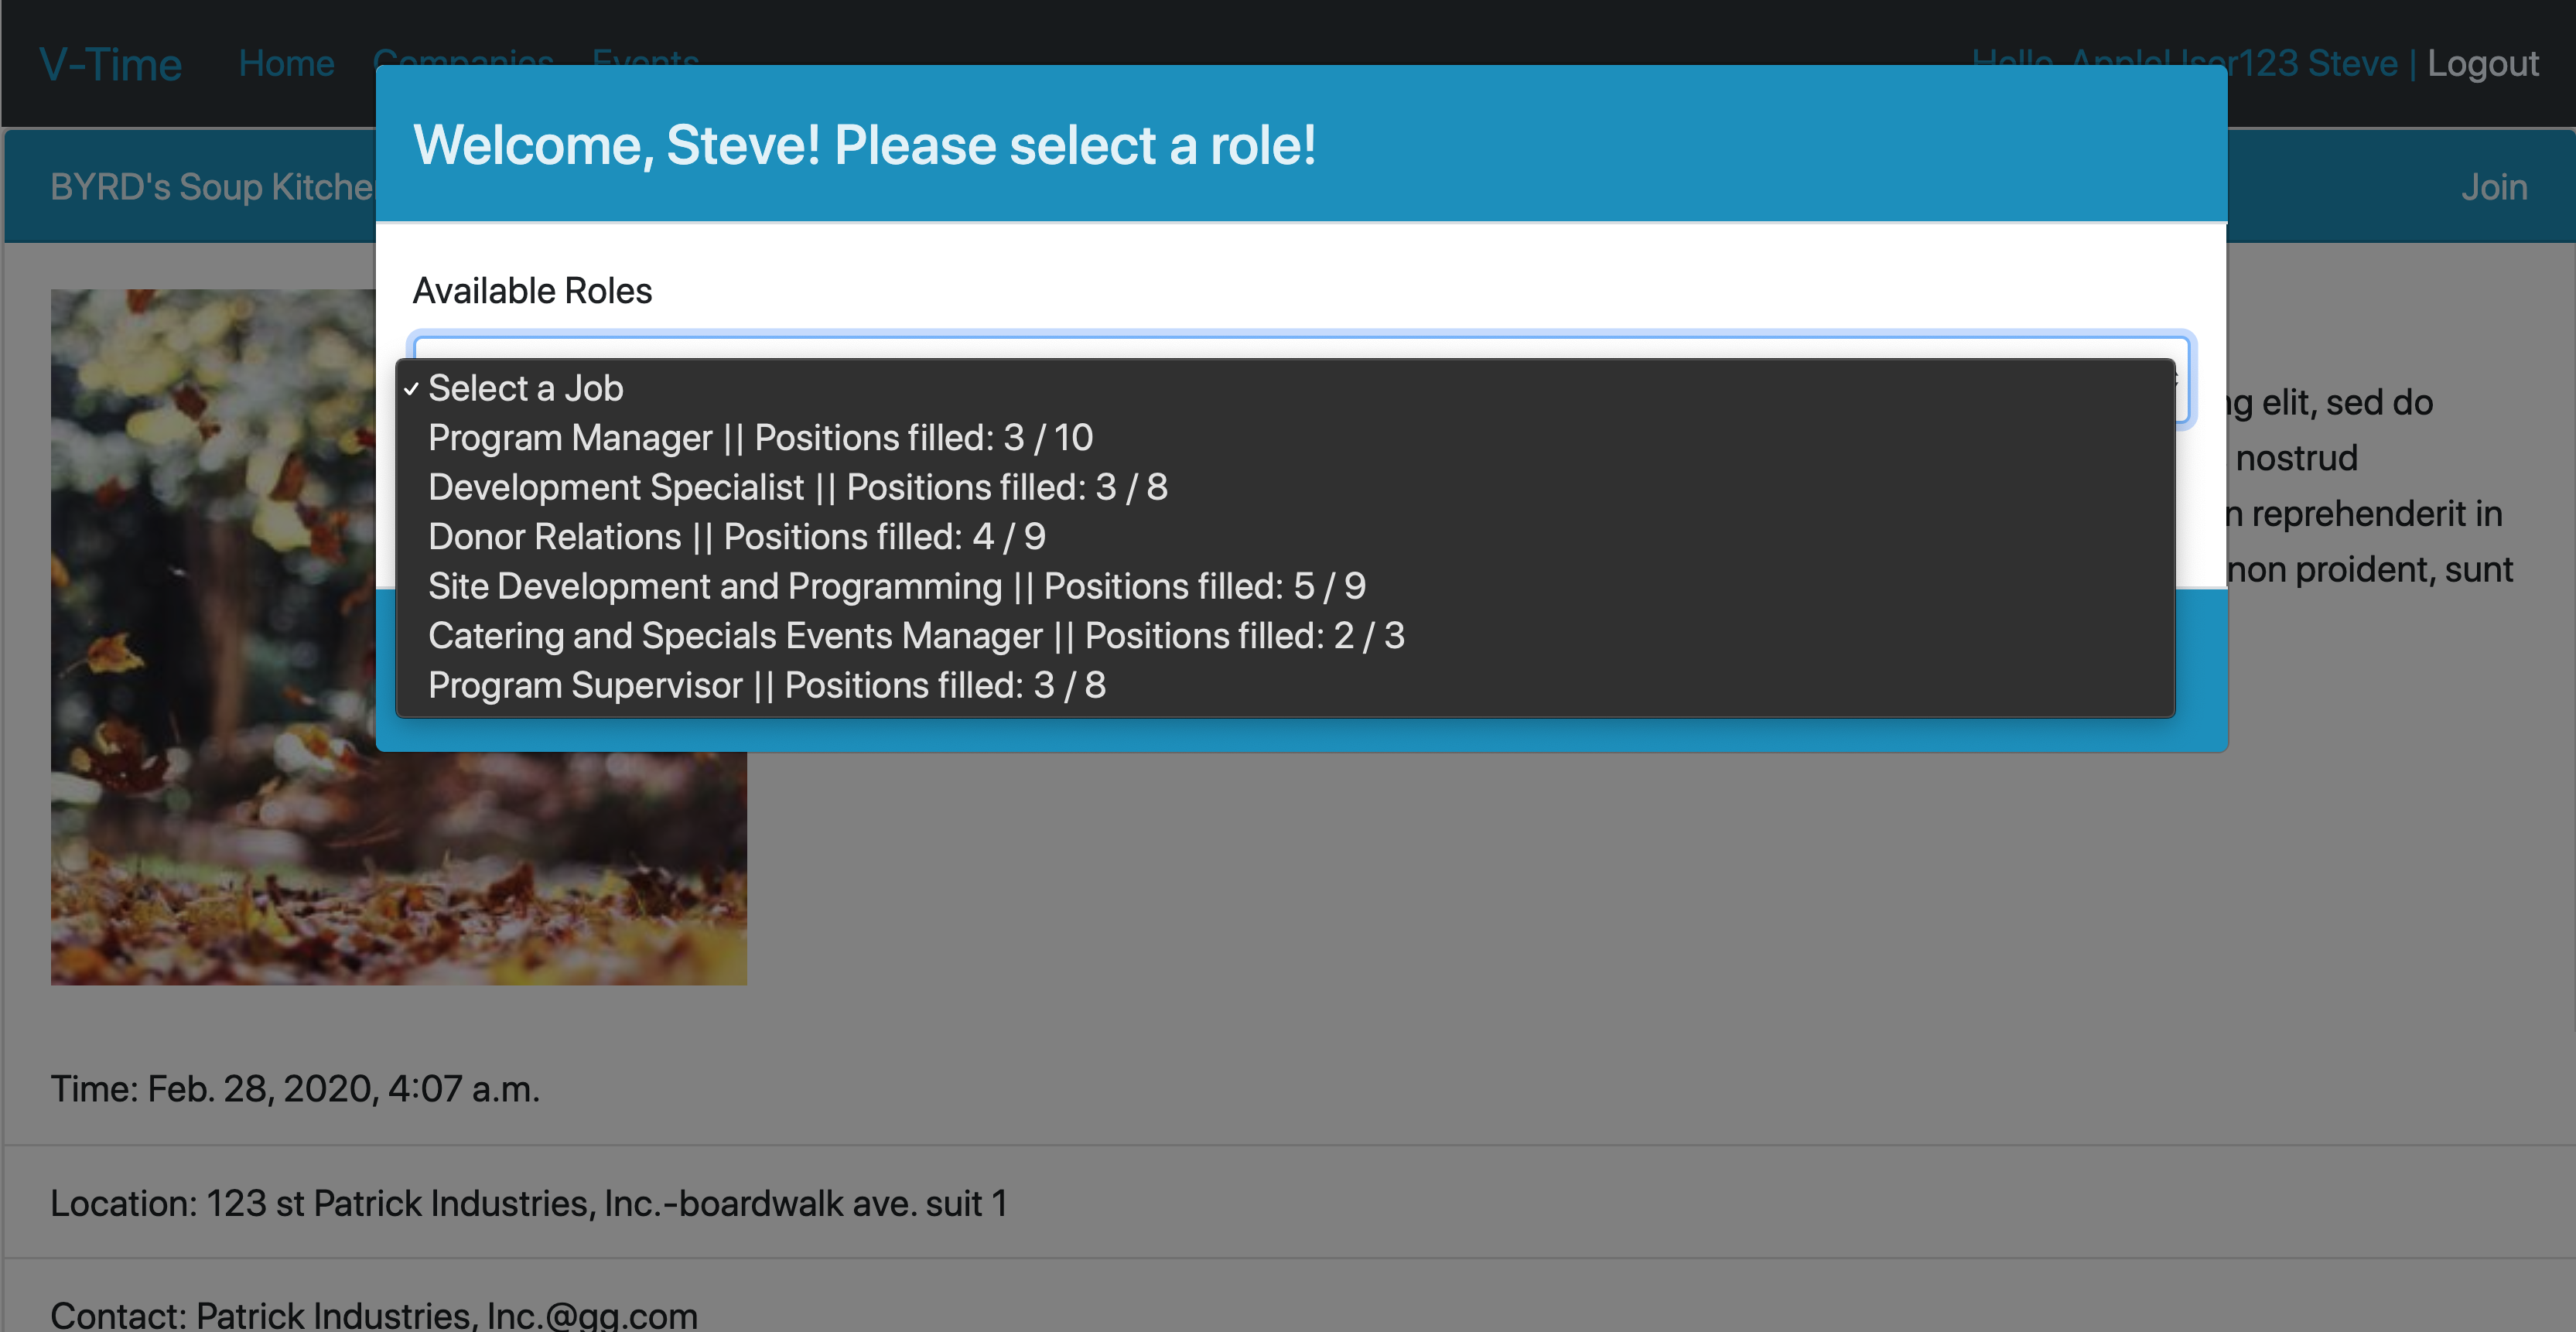 V-Time Home Companies Events Hello, AppleUser123 Steve | Logout
Welcome, Steve! Please select a role!
BYRD's Soup Kitche
Join
Available Roles
✓ Select a Job
Program Manager || Positions filled: 3 / 10
Development Specialist || Positions filled: 3 / 8
Donor Relations || Positions filled: 4 / 9
Site Development and Programming || Positions filled: 5 / 9
Catering and Specials Events Manager || Positions filled: 2 / 3
Program Supervisor || Positions filled: 3 / 8
elit, sed do
nostrud
reprehenderit in
non proident, sunt
Time: Feb. 28, 2020, 4:07 a.m.
Location: 123 st Patrick Industries, Inc.-boardwalk ave. suit 1
Contact: Patrick Industries, Inc.@gg.com